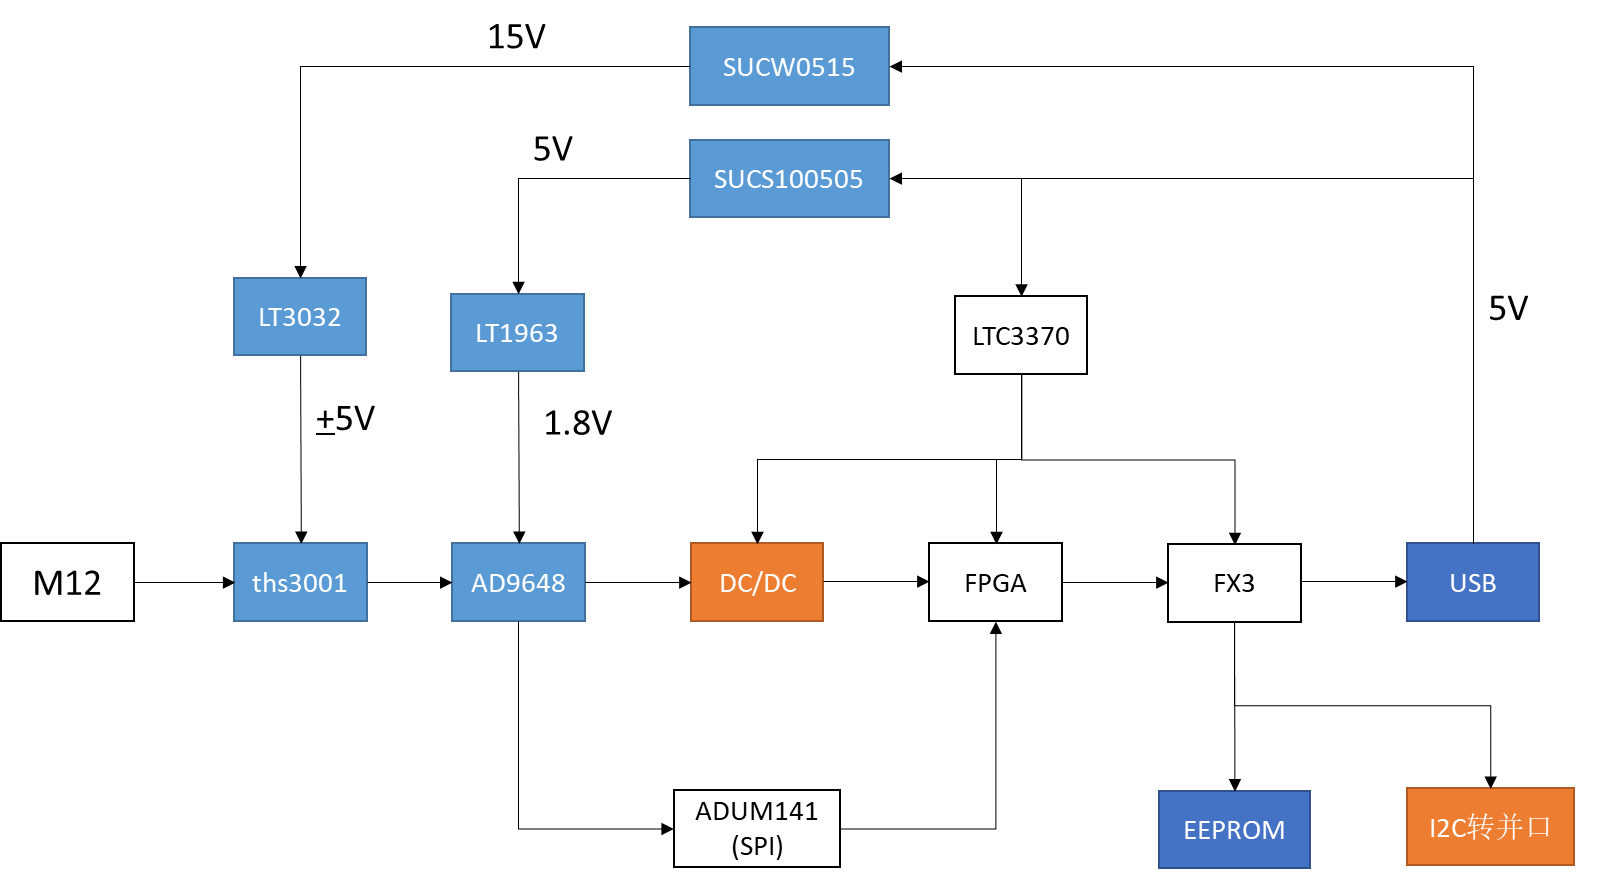 15V
SUCW0515
5V
SUCS100505
LT3032
LT1963
LTC3370
5V
±5V
1.8V
M12
ths3001
AD9648
DC/DC
FPGA
FX3
USB
ADUM141
(SPI)
EEPROM
I2C转并口